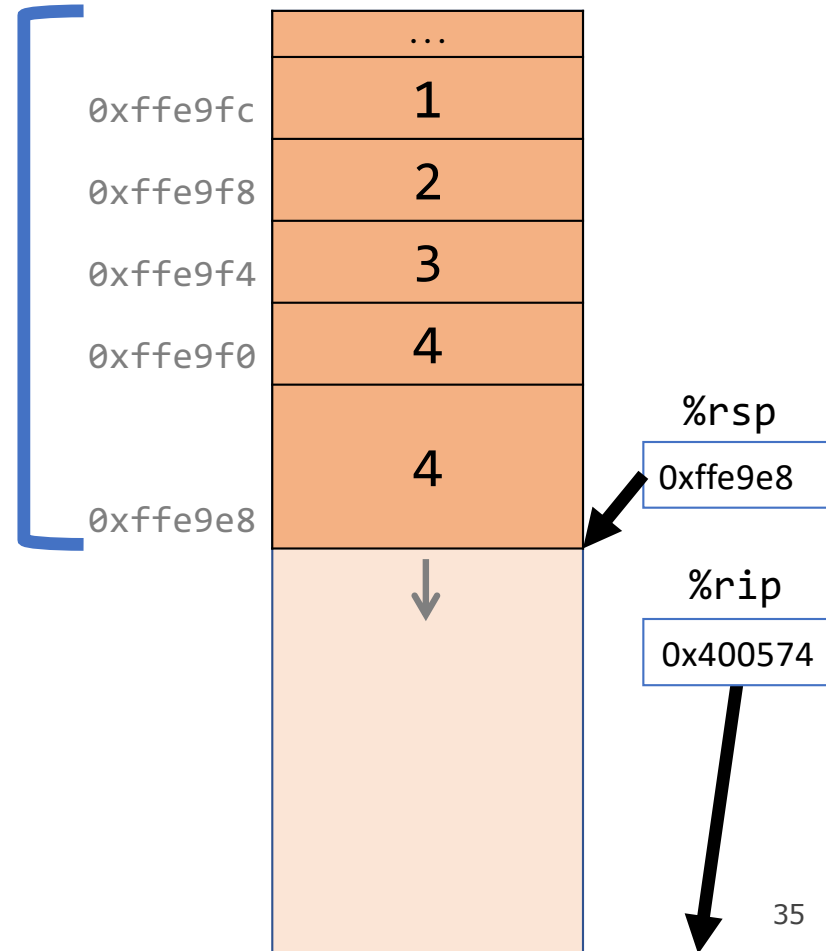 ...
0xffe9fc 1
0xffe9f8 2
0xffe9f4 3
0xffe9f0 4
%rsp
4 0xffe9e8
0xffe9e8
%rip
0x400574
35